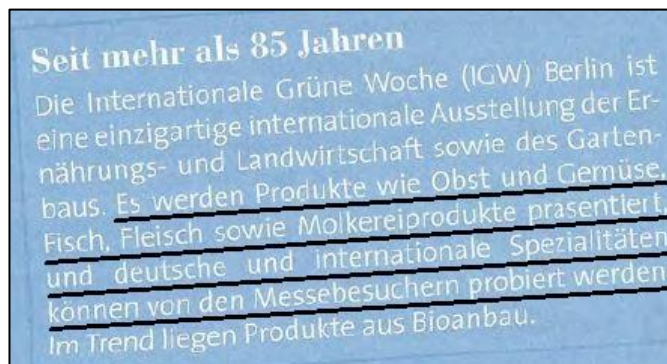 Seit mehr als 85 Jahren
Die Internationale Grüne Woche (IGW) Berlin ist
eine einzigartige internationale Ausstellung der Er-
nährungs- und Landwirtschaft sowie des Garten-
baus. Es werden Produkte wie Obst und Gemüse,
Fisch, Fleisch sowie Molkereiprodukte präsentiert
und deutsche und internationale Spezialitäten
können von den Messebesuchern probiert werden
Im Trend liegen Produkte aus Bioanbau.